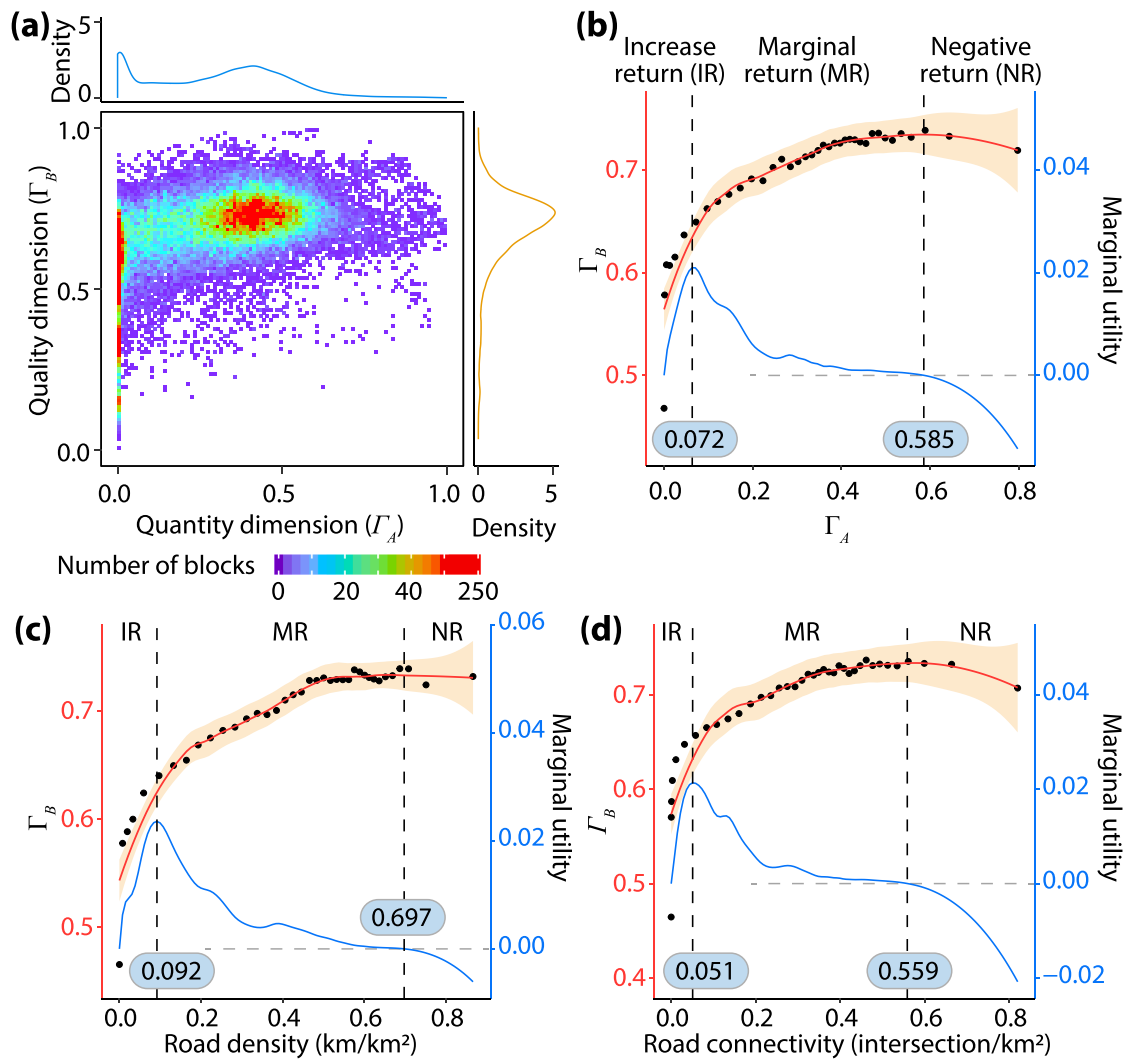 (a)
5
Density
0
1.0
Quality dimension (Γ_B)
0.5
0.0
0.0
0.5
1.0
Quantity dimension (Γ_A)
0
5
Density
Number of blocks
0
20
40
250
(b)
Increase
return (IR)
Marginal
return (MR)
Negative
return (NR)
0.7
0.6
0.5
Γ_B
0.04
0.02
0.00
Marginal utility
0.072
0.585
0.0
0.2
0.4
0.6
0.8
Γ_A
(c)
IR
MR
NR
0.7
0.6
0.5
Γ_B
0.06
0.04
0.02
0.00
Marginal utility
0.697
0.092
0.0
0.2
0.4
0.6
0.8
Road density (km/km²)
(d)
IR
MR
NR
0.7
0.6
0.5
0.4
Γ_B
0.04
0.02
0.00
−0.02
Marginal utility
0.051
0.559
0.0
0.2
0.4
0.6
0.8
Road connectivity (intersection/km²)